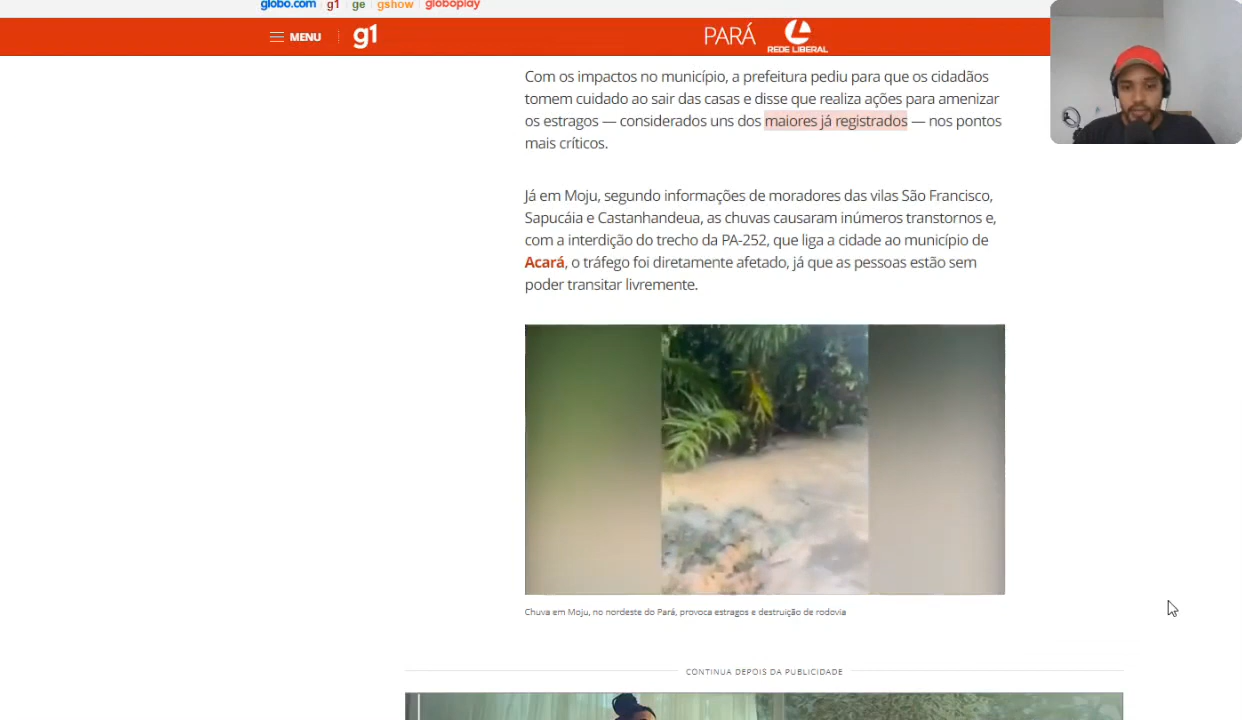 globo.com g1 ge gshow globoplay
MENU g1 PARÁ REDE LIBERAL
Com os impactos no município, a prefeitura pediu para que os cidadãos
tomem cuidado ao sair das casas e disse que realiza ações para amenizar
os estragos — considerados uns dos maiores já registrados — nos pontos
mais críticos.
Já em Moju, segundo informações de moradores das vilas São Francisco,
Sapucáia e Castanhandeua, as chuvas causaram inúmeros transtornos e,
com a interdição do trecho da PA-252, que liga a cidade ao município de
Acará, o tráfego foi diretamente afetado, já que as pessoas estão sem
poder transitar livremente.
Chuva em Moju, no nordeste do Pará, provoca estragos e destruição de rodovia
CONTINUA DEPOIS DA PUBLICIDADE